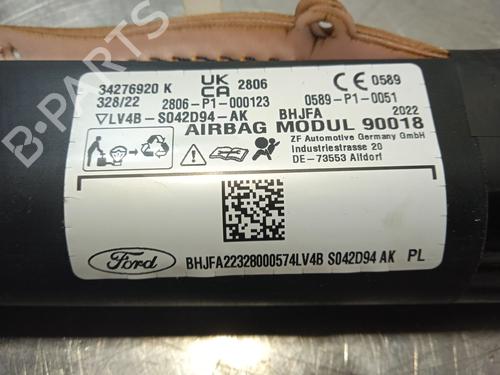 34276920 K
328/22
UK CA 2806
CE 0589
2806-P1-000123
0589-P1-0051
▽LV4B-S042D94-AK
BHJFA
2022
AIRBAG MODUL 90018
ZF Automotive Germany GmbH
Industriestrasse 20
DE-73553 Alfdorf
Ford
BHJFA22328000574LV4B S042D94 AK PL
B-PARTS